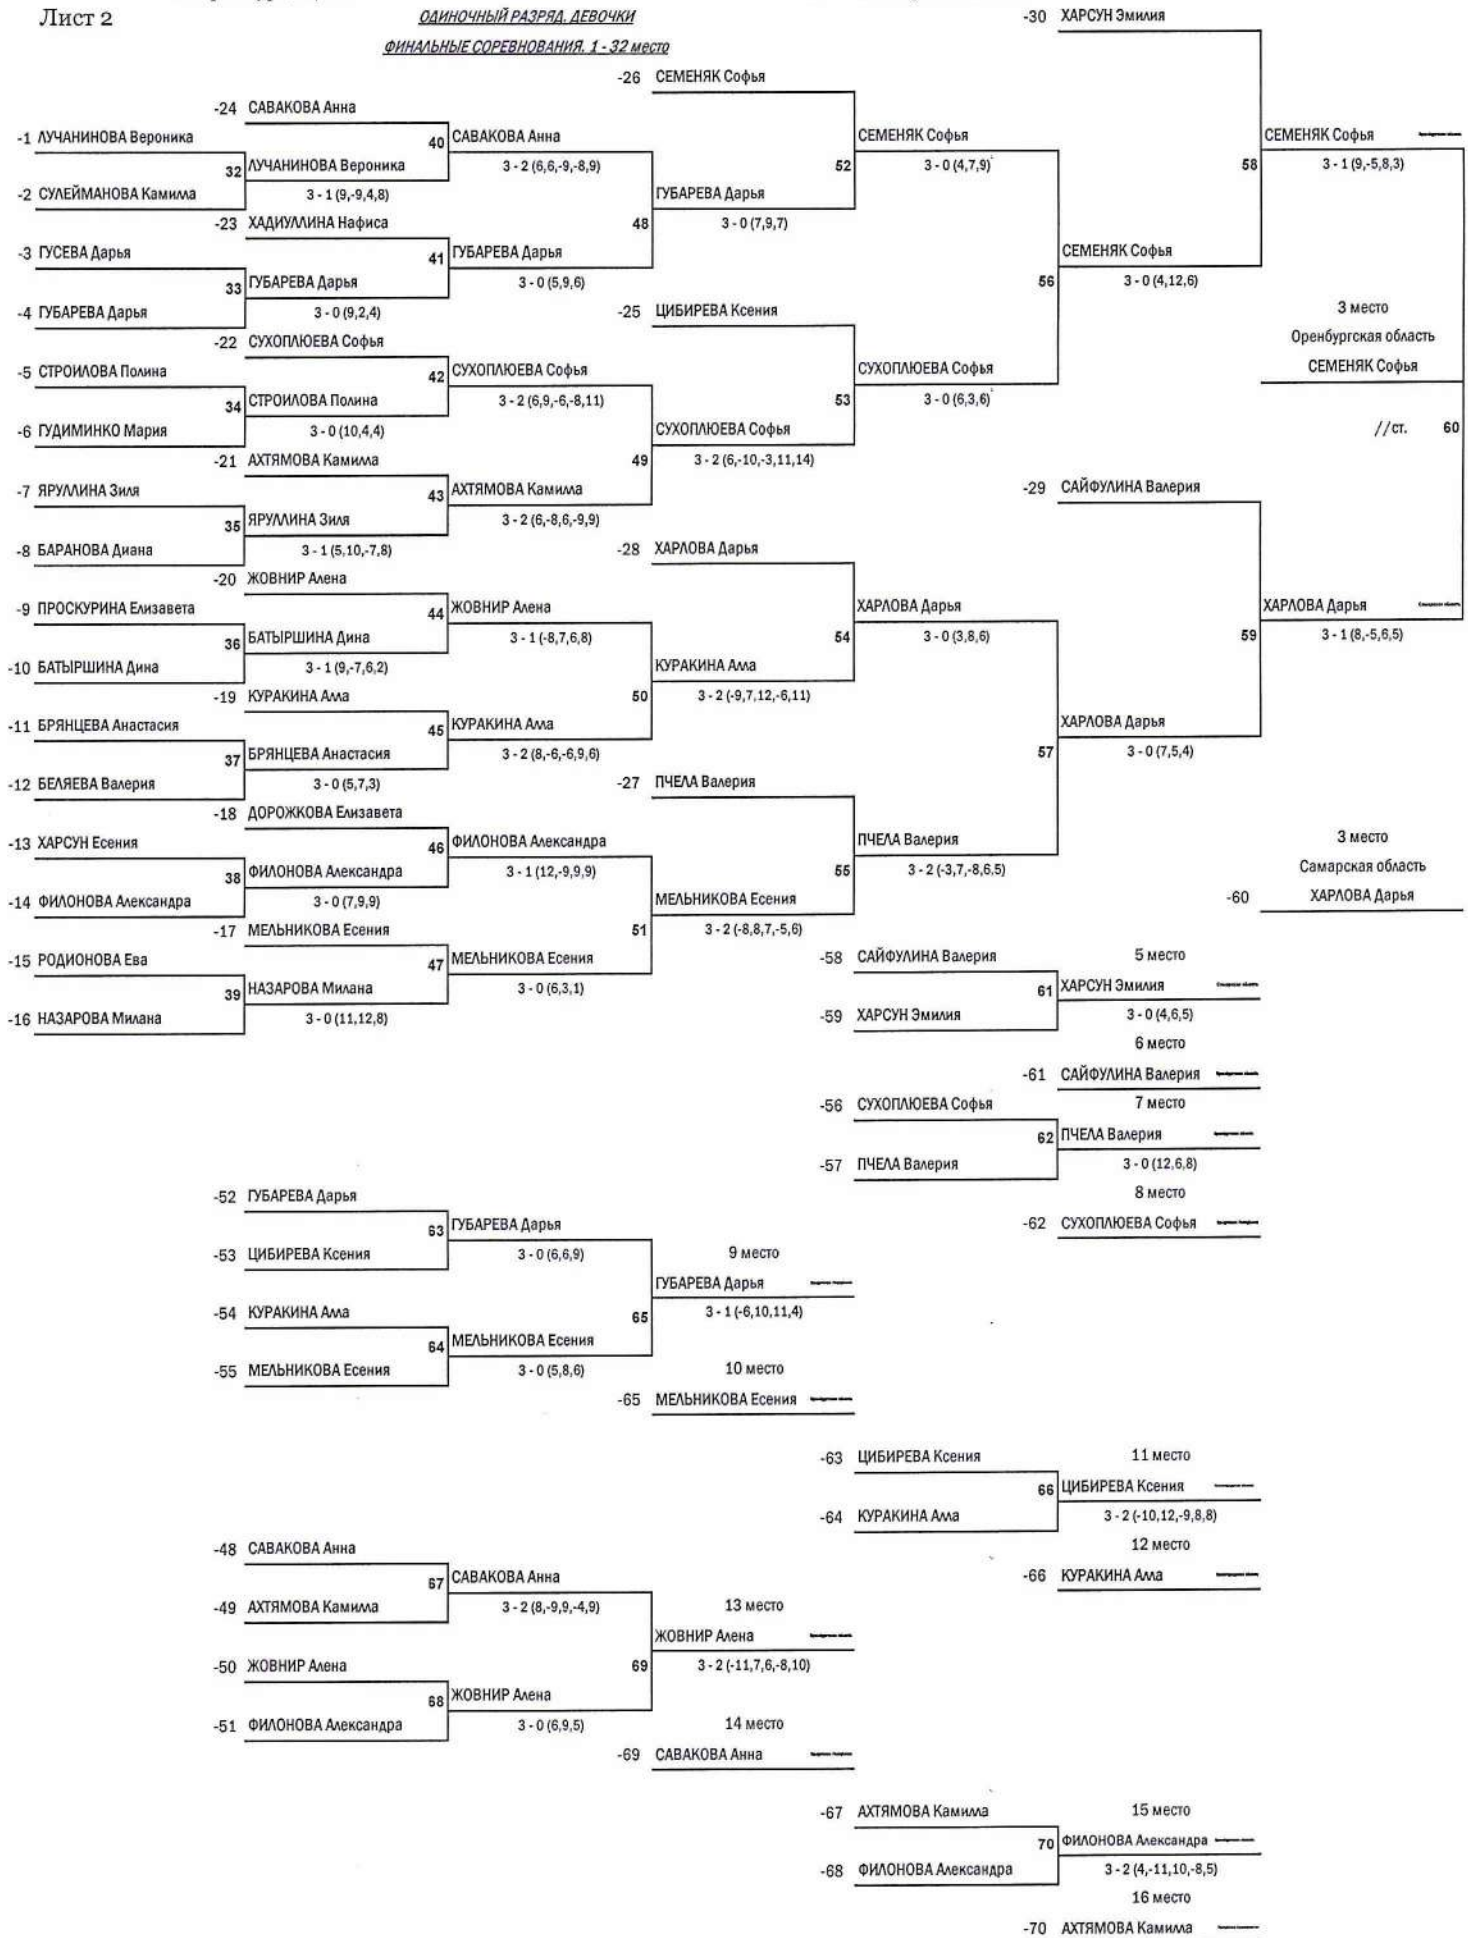 Лист 2
ОДИНОЧНЫЙ РАЗРЯД. ДЕВОЧКИ
ФИНАЛЬНЫЕ СОРЕВНОВАНИЯ. 1 - 32 место
-30 ХАРСУН Эмилия
-26 СЕМЕНЯК Софья
-24 САВАКОВА Анна
-1 ЛУЧАНИНОВА Вероника
40 САВАКОВА Анна
СЕМЕНЯК Софья
СЕМЕНЯК Софья
32 ЛУЧАНИНОВА Вероника
3 - 2 (6,6,-9,-8,9)
52
3 - 0 (4,7,9)
58
3 - 1 (9,-5,8,3)
-2 СУЛЕЙМАНОВА Камилла
3 - 1 (9,-9,4,8)
ГУБАРЕВА Дарья
-23 ХАДИУЛЛИНА Нафиса
48
3 - 0 (7,9,7)
-3 ГУСЕВА Дарья
41 ГУБАРЕВА Дарья
СЕМЕНЯК Софья
33 ГУБАРЕВА Дарья
3 - 0 (5,9,6)
56
3 - 0 (4,12,6)
-4 ГУБАРЕВА Дарья
3 - 0 (9,2,4)
-25 ЦИБИРЕВА Ксения
3 место
-22 СУХОПЛЮЕВА Софья
Оренбургская область
-5 СТРОИЛОВА Полина
42 СУХОПЛЮЕВА Софья
СУХОПЛЮЕВА Софья
СЕМЕНЯК Софья
34 СТРОИЛОВА Полина
3 - 2 (6,9,-6,-8,11)
53
3 - 0 (6,3,6)
-6 ГУДИМИНКО Мария
3 - 0 (10,4,4)
СУХОПЛЮЕВА Софья
//ст. 60
-21 АХТЯМОВА Камилла
49
3 - 2 (6,-10,-3,11,14)
-7 ЯРУЛЛИНА Зиля
43 АХТЯМОВА Камилла
-29 САЙФУЛИНА Валерия
35 ЯРУЛЛИНА Зиля
3 - 2 (6,-8,6,-9,9)
-8 БАРАНОВА Диана
3 - 1 (5,10,-7,8)
-28 ХАРЛОВА Дарья
-20 ЖОВНИР Алена
-9 ПРОСКУРИНА Елизавета
44 ЖОВНИР Алена
ХАРЛОВА Дарья
ХАРЛОВА Дарья
36 БАТЫРШИНА Дина
3 - 1 (-8,7,6,8)
54
3 - 0 (3,8,6)
59
3 - 1 (8,-5,6,5)
-10 БАТЫРШИНА Дина
3 - 1 (9,-7,6,2)
КУРАКИНА Алла
-19 КУРАКИНА Алла
50
3 - 2 (-9,7,12,-6,11)
-11 БРЯНЦЕВА Анастасия
45 КУРАКИНА Алла
ХАРЛОВА Дарья
37 БРЯНЦЕВА Анастасия
3 - 2 (8,-6,-6,9,6)
57
3 - 0 (7,5,4)
-12 БЕЛЯЕВА Валерия
3 - 0 (5,7,3)
-27 ПЧЕЛА Валерия
-18 ДОРОЖКОВА Елизавета
-13 ХАРСУН Есения
46 ФИЛОНОВА Александра
ПЧЕЛА Валерия
3 место
38 ФИЛОНОВА Александра
3 - 1 (12,-9,9,9)
55
3 - 2 (-3,7,-8,6,5)
Самарская область
-14 ФИЛОНОВА Александра
3 - 0 (7,9,9)
МЕЛЬНИКОВА Есения
-60 ХАРЛОВА Дарья
-17 МЕЛЬНИКОВА Есения
51
3 - 2 (-8,8,7,-5,6)
-15 РОДИОНОВА Ева
47 МЕЛЬНИКОВА Есения
-58 САЙФУЛИНА Валерия
5 место
39 НАЗАРОВА Милана
3 - 0 (6,3,1)
61 ХАРСУН Эмилия
-16 НАЗАРОВА Милана
3 - 0 (11,12,8)
-59 ХАРСУН Эмилия
3 - 0 (4,6,5)
6 место
-61 САЙФУЛИНА Валерия
-56 СУХОПЛЮЕВА Софья
7 место
62 ПЧЕЛА Валерия
-57 ПЧЕЛА Валерия
3 - 0 (12,6,8)
-52 ГУБАРЕВА Дарья
8 место
63 ГУБАРЕВА Дарья
-62 СУХОПЛЮЕВА Софья
-53 ЦИБИРЕВА Ксения
3 - 0 (6,6,9)
9 место
ГУБАРЕВА Дарья
-54 КУРАКИНА Алла
65
3 - 1 (-6,10,11,4)
64 МЕЛЬНИКОВА Есения
-55 МЕЛЬНИКОВА Есения
3 - 0 (5,8,6)
10 место
-65 МЕЛЬНИКОВА Есения
-63 ЦИБИРЕВА Ксения
11 место
66 ЦИБИРЕВА Ксения
-64 КУРАКИНА Алла
3 - 2 (-10,12,-9,8,8)
-48 САВАКОВА Анна
12 место
67 САВАКОВА Анна
-66 КУРАКИНА Алла
-49 АХТЯМОВА Камилла
3 - 2 (8,-9,9,-4,9)
13 место
ЖОВНИР Алена
-50 ЖОВНИР Алена
69
3 - 2 (-11,7,6,-8,10)
68 ЖОВНИР Алена
-51 ФИЛОНОВА Александра
3 - 0 (6,9,5)
14 место
-69 САВАКОВА Анна
-67 АХТЯМОВА Камилла
15 место
70 ФИЛОНОВА Александра
-68 ФИЛОНОВА Александра
3 - 2 (4,-11,10,-8,5)
16 место
-70 АХТЯМОВА Камилла